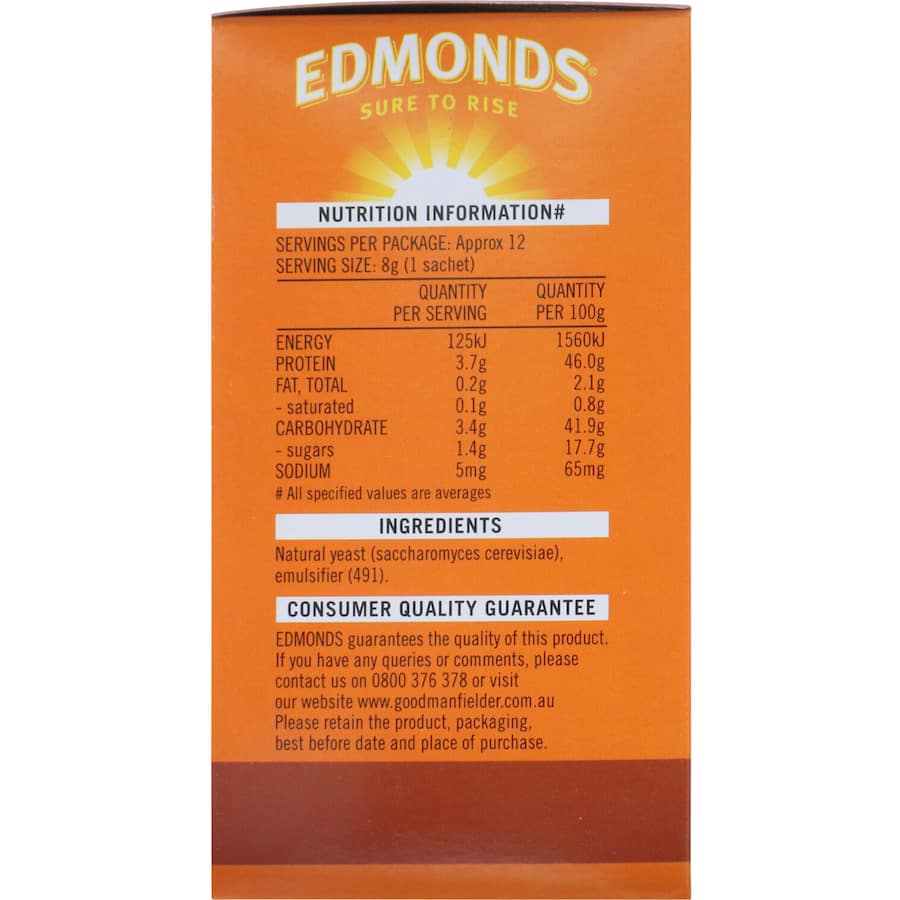 EDMONDS®
SURE TO RISE
NUTRITION INFORMATION#
SERVINGS PER PACKAGE: Approx 12
SERVING SIZE: 8g (1 sachet)
QUANTITY QUANTITY
PER SERVING PER 100g
ENERGY 125kJ 1560kJ
PROTEIN 3.7g 46.0g
FAT, TOTAL 0.2g 2.1g
- saturated 0.1g 0.8g
CARBOHYDRATE 3.4g 41.9g
- sugars 1.4g 17.7g
SODIUM 5mg 65mg
# All specified values are averages
INGREDIENTS
Natural yeast (saccharomyces cerevisiae),
emulsifier (491).
CONSUMER QUALITY GUARANTEE
EDMONDS guarantees the quality of this product.
If you have any queries or comments, please
contact us on 0800 376 378 or visit
our website www.goodmanfielder.com.au
Please retain the product, packaging,
best before date and place of purchase.